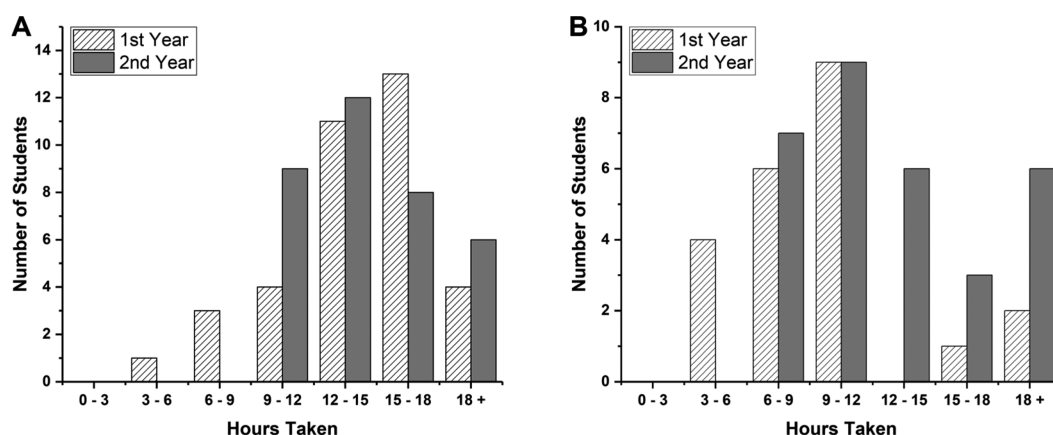 A
1st Year
2nd Year
Number of Students
14
12
10
8
6
4
2
0
0 - 3
3 - 6
6 - 9
9 - 12
12 - 15
15 - 18
18 +
Hours Taken
B
1st Year
2nd Year
Number of Students
10
8
6
4
2
0
0 - 3
3 - 6
6 - 9
9 - 12
12 - 15
15 - 18
18 +
Hours Taken